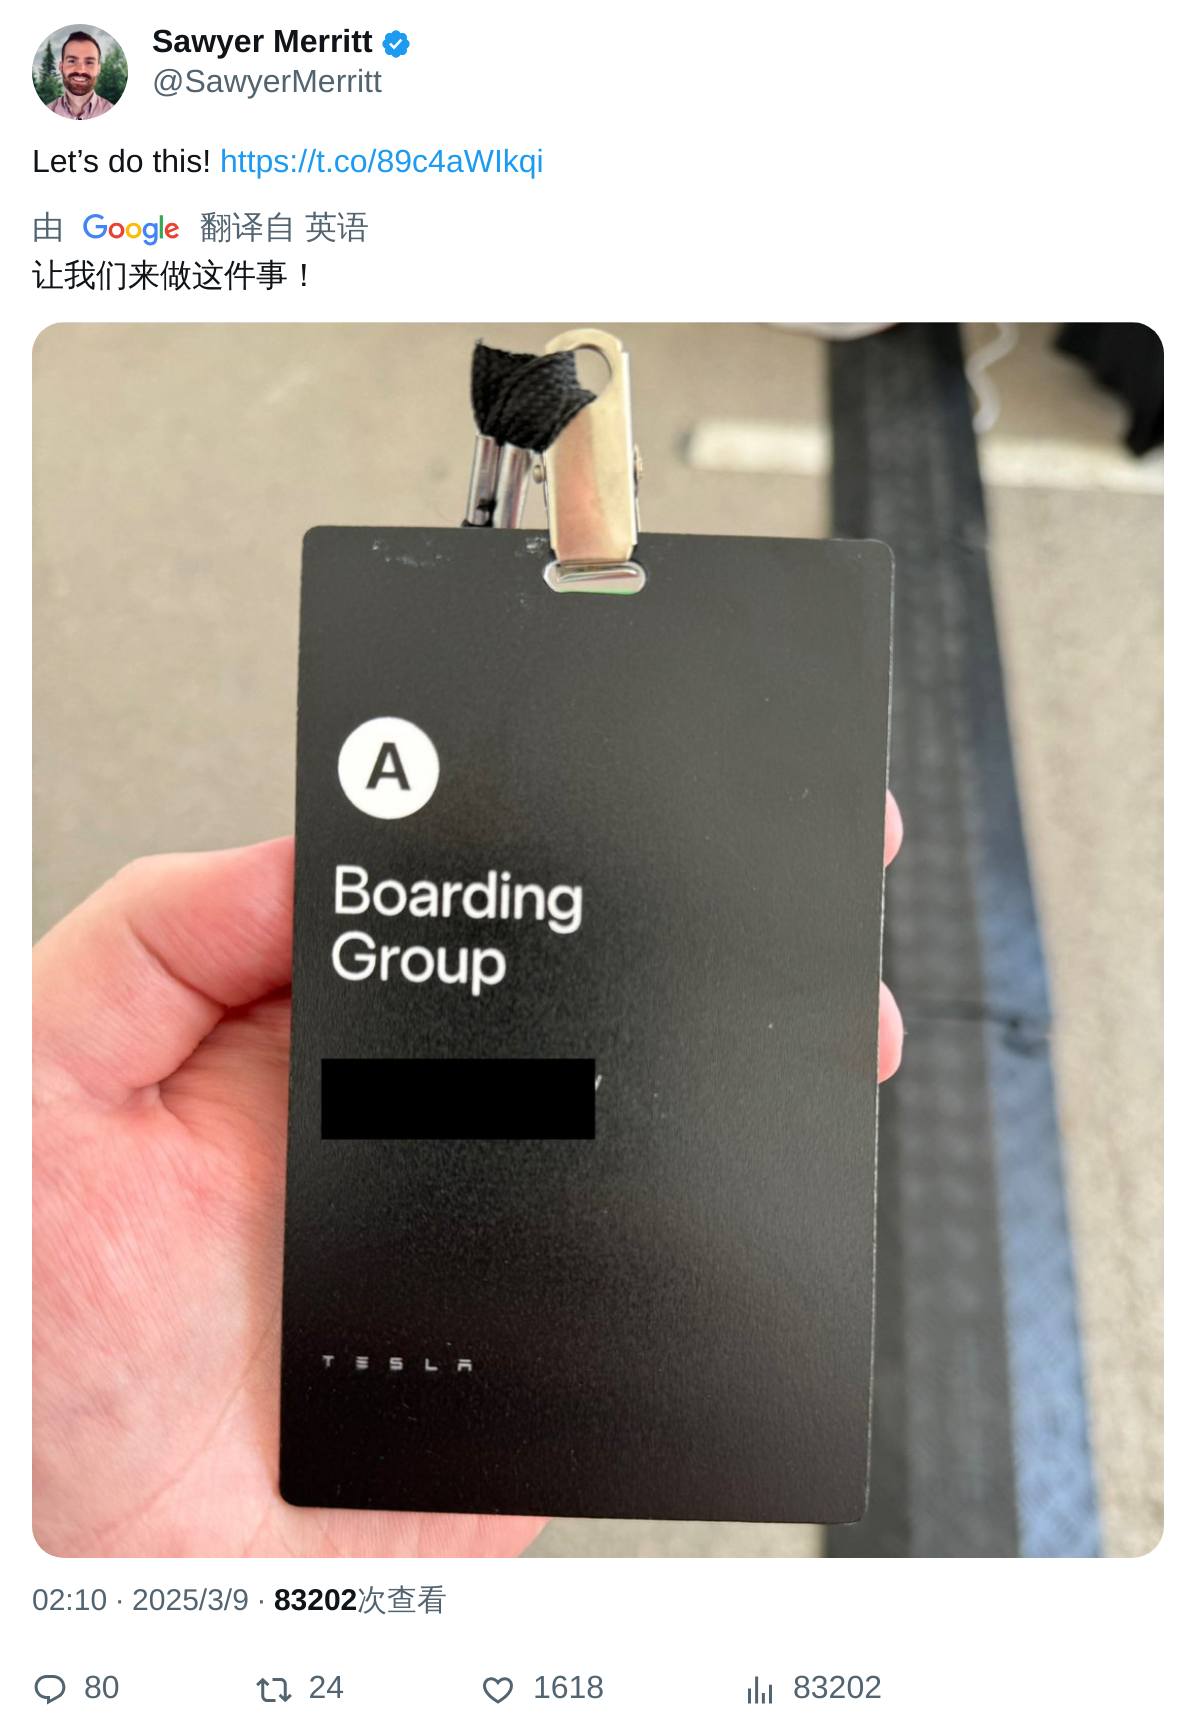 Sawyer Merritt
@SawyerMerritt
Let’s do this! https://t.co/89c4aWIkqi
由 Google 翻译自 英语
让我们来做这件事！
A
Boarding
Group
TESLA
02:10 · 2025/3/9 · 83202次查看
80 24 1618 83202